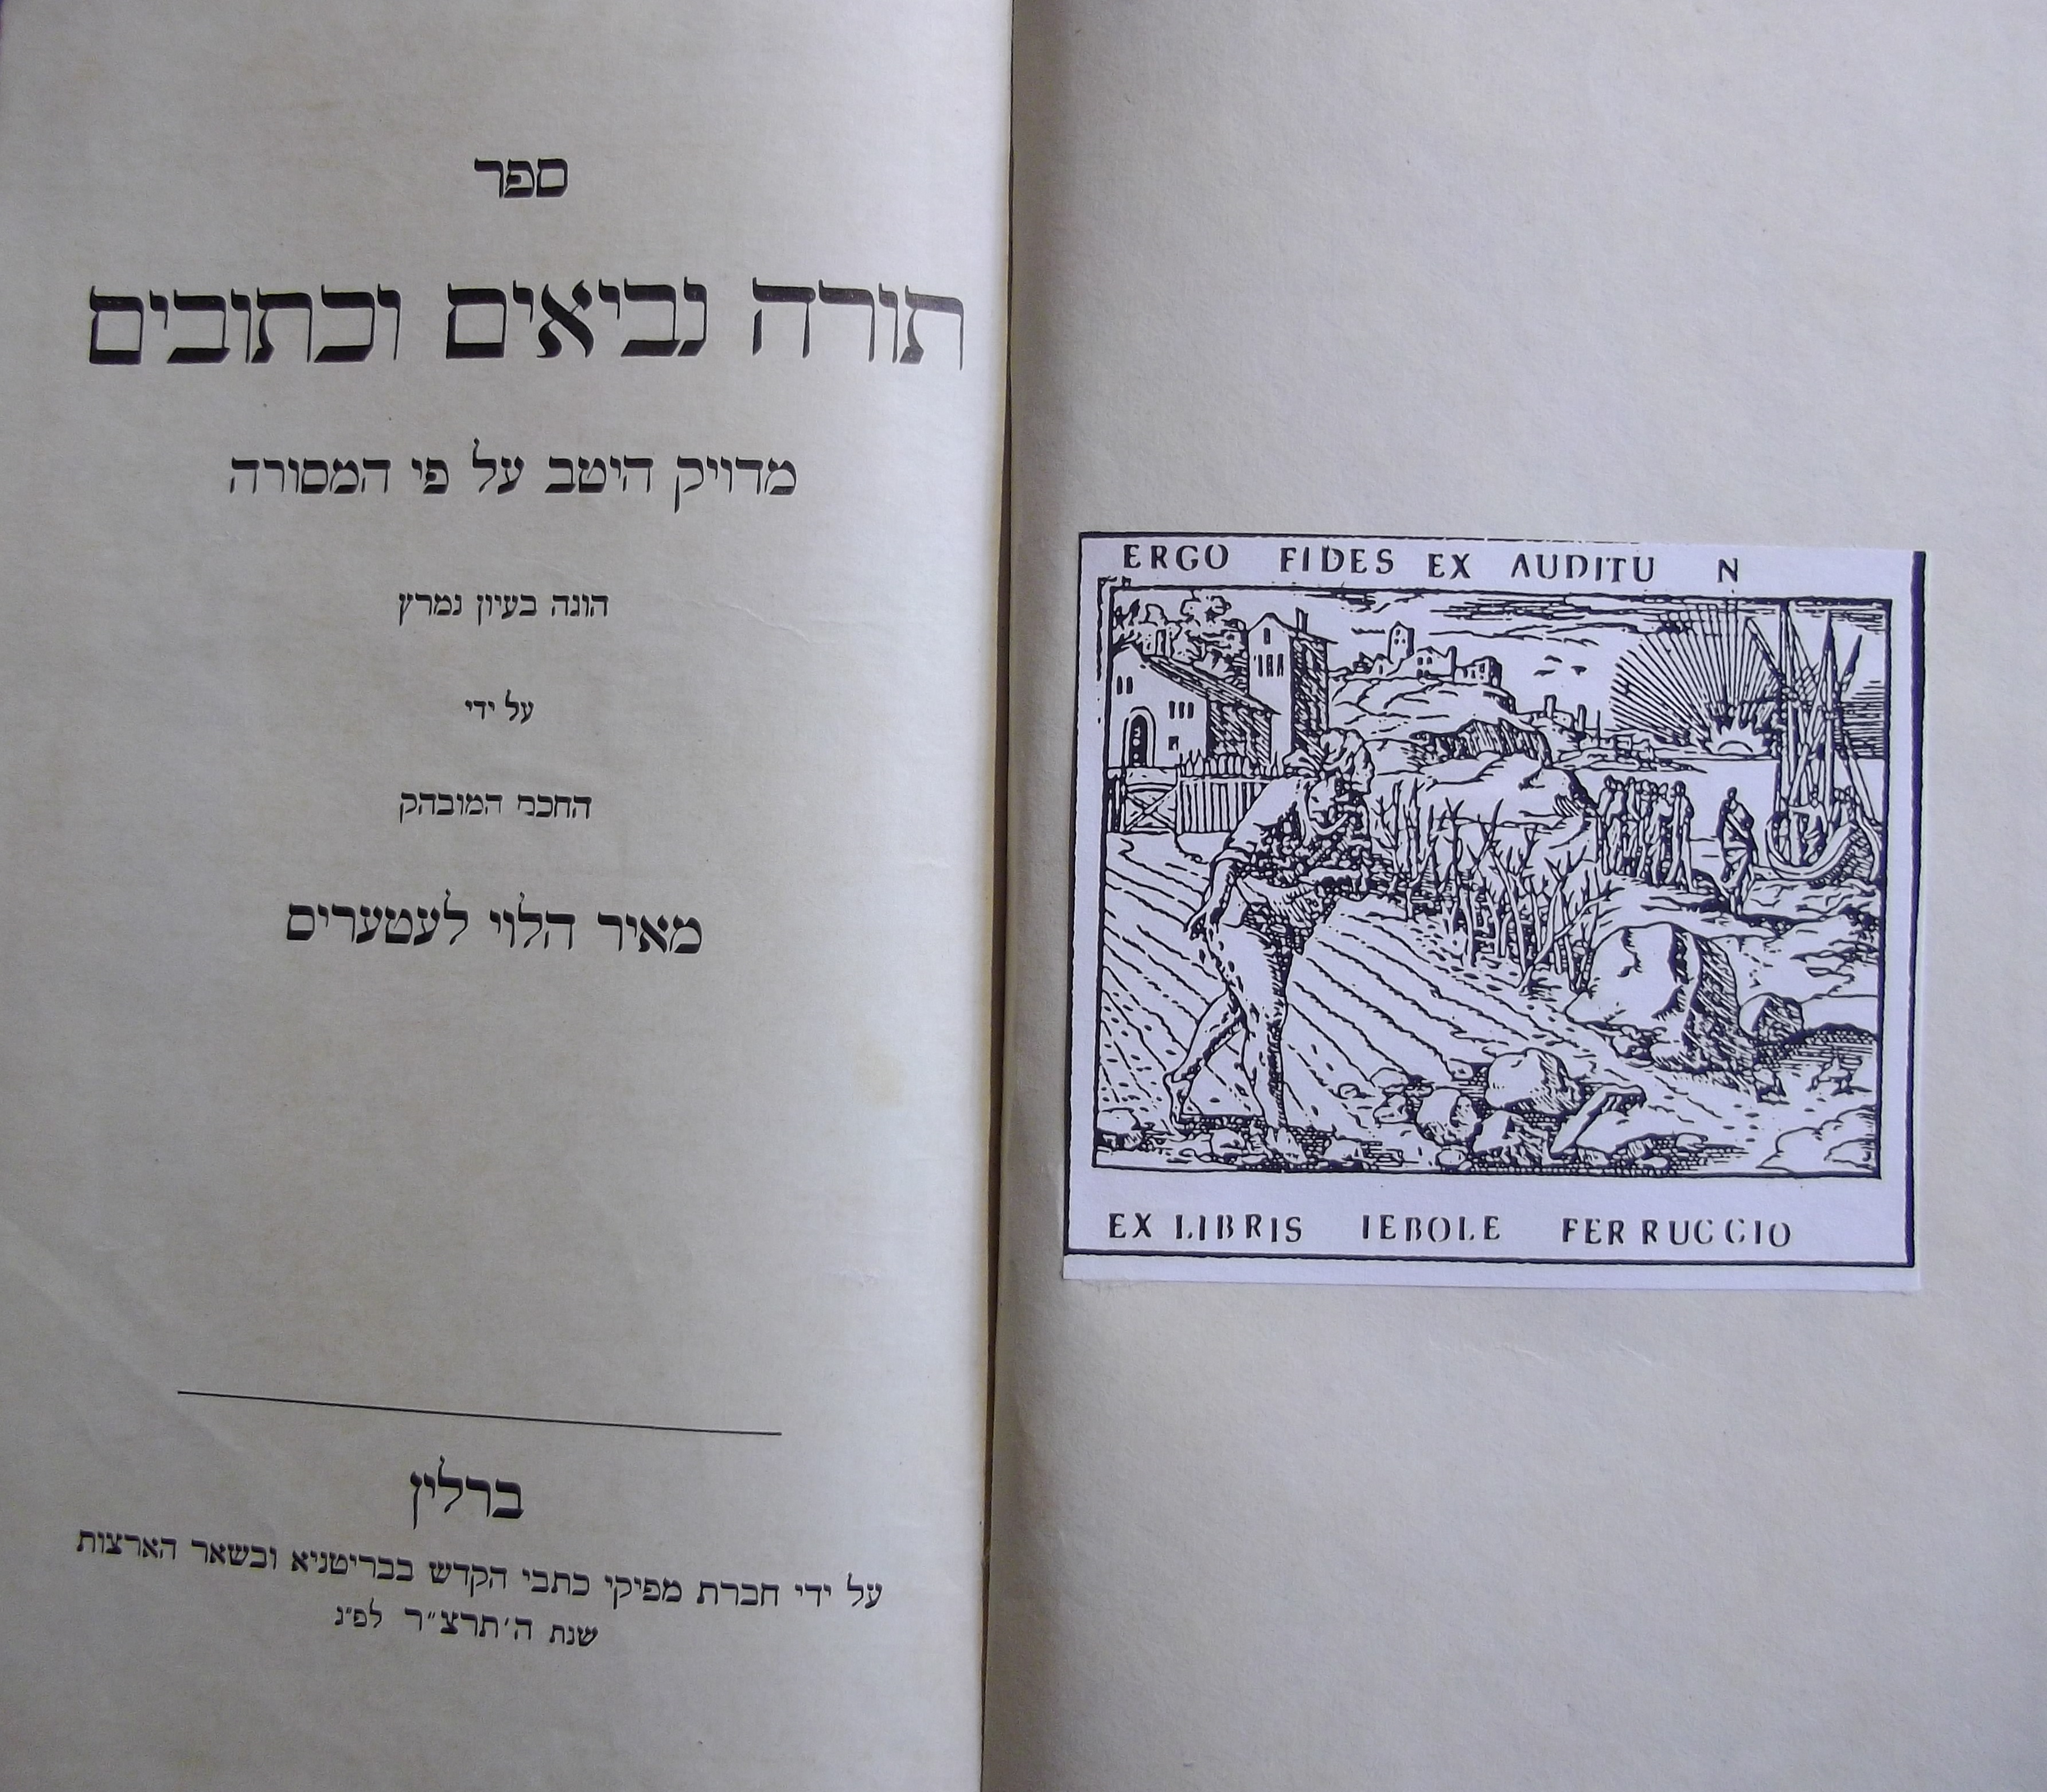 ספר
תורה נביאים וכתובים
מדויק היטב על פי המסורה
הוגה בעיון נמרץ
על ידי
החכם המובהק
מאיר הלוי לעטעריס
ברלין
על ידי חברת מפיקי כתבי הקדש בבריטניא ובשאר הארצות
שנת ה׳תרצ״ר לפ״ג
ERGO FIDES EX AUDITU N
EX LIBRIS IEBOLE FERRUCCIO